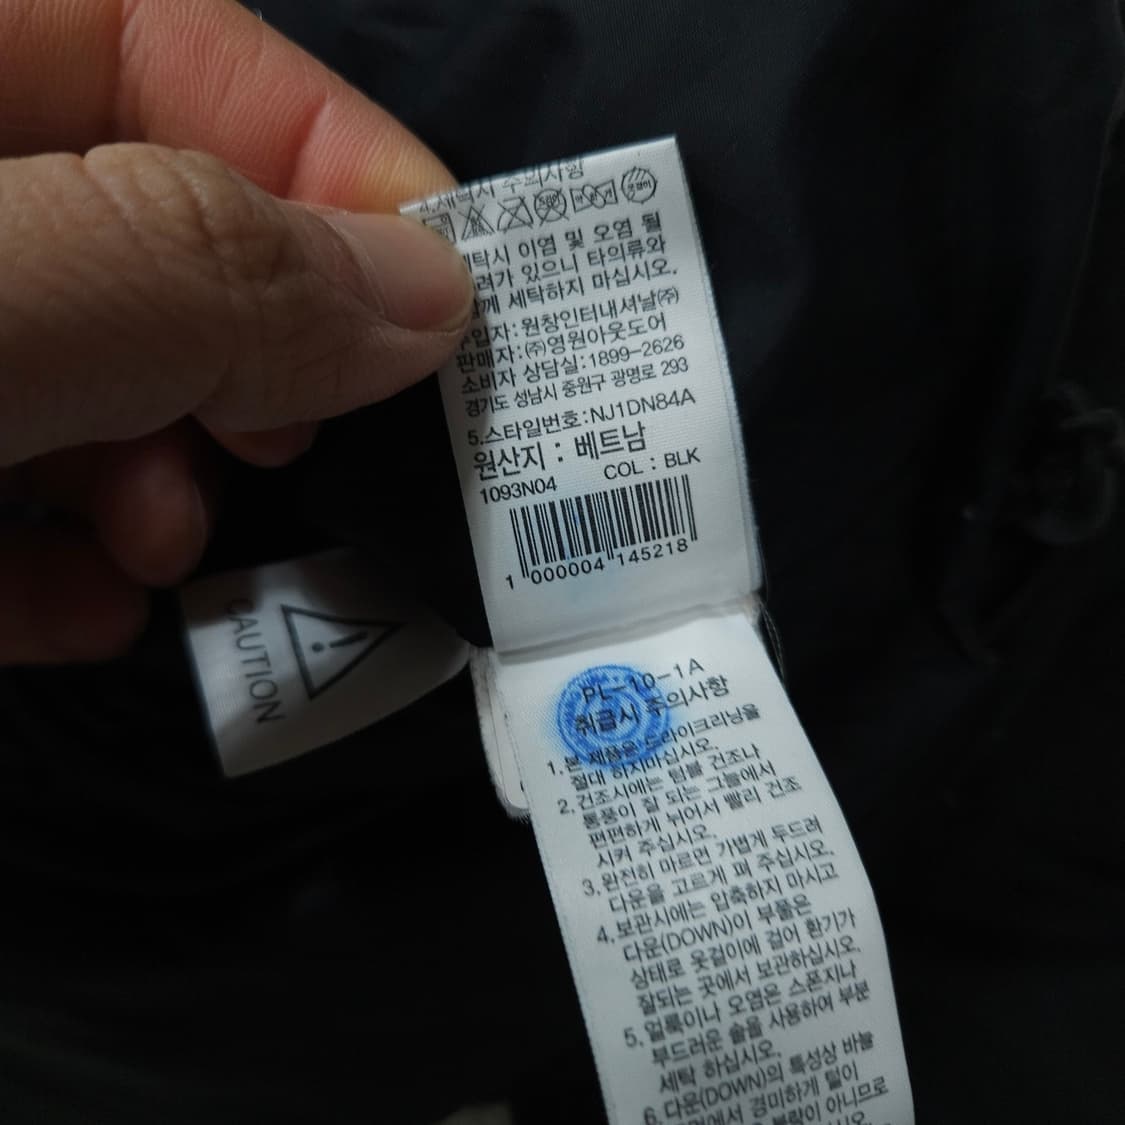 4.세탁시 주의사항
세탁시 이염 및 오염 될
려가 있으니 타의류와
함께 세탁하지 마십시오.
수입자:원창인터내셔날㈜
판매자:㈜영원아웃도어
소비자 상담실:1899-2626
경기도 성남시 중원구 광명로 293
5.스타일번호:NJ1DN84A
원산지 : 베트남
1093N04 COL : BLK
1 000004 145218
CAUTION
PL-10-1A
취급시 주의사항
1.본 제품은 드라이크리닝을
절대 하지마십시오.
2.건조시에는 텀블 건조나
통풍이 잘 되는 그늘에서
편편하게 뉘어서 빨리 건조
시켜 주십시오.
3.완전히 마르면 가볍게 두드려
다운을 고르게 펴 주십시오.
4.보관시에는 압축하지 마시고
다운(DOWN)이 부풀은
상태로 옷걸이에 걸어 환기가
잘되는 곳에서 보관하십시오.
5.얼룩이나 오염은 스폰지나
부드러운 솔을 사용하여 부분
세탁 하십시오.
6.다운(DOWN)의 특성상 바늘
경미하게 털이
불량이 아니므로